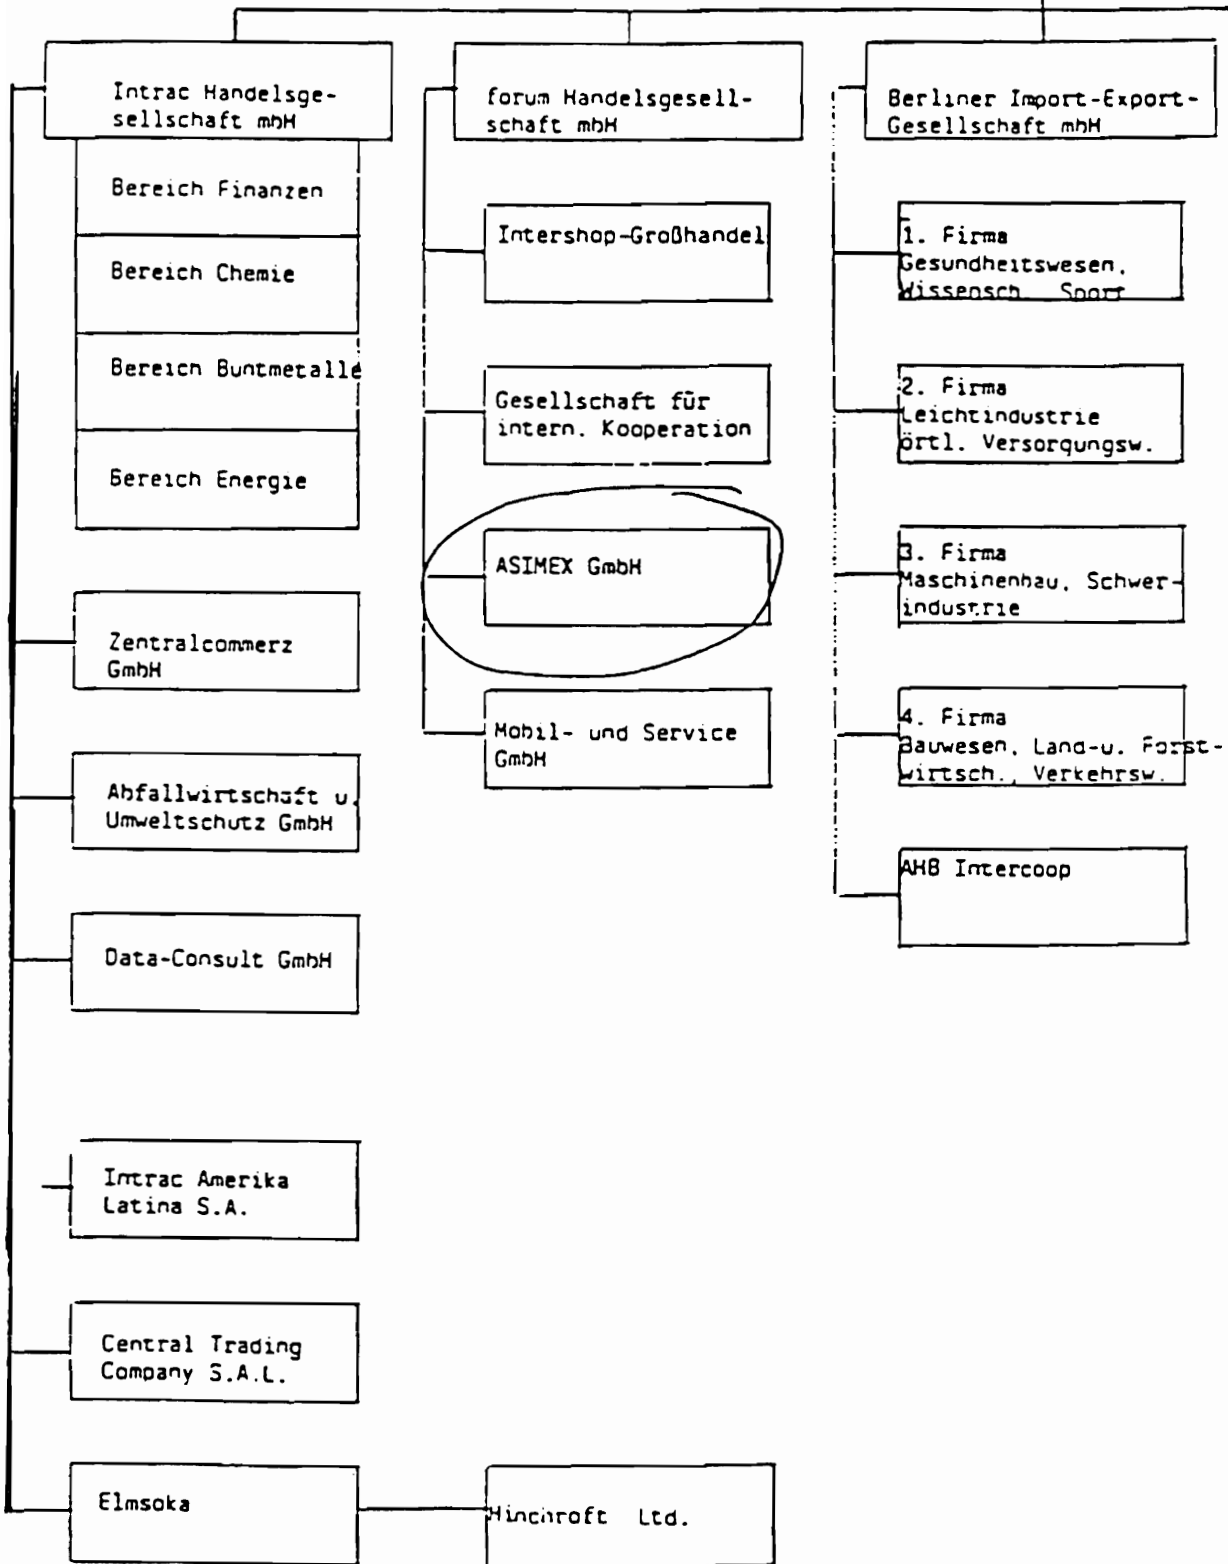 Intrac Handelsge-
sellschaft mbH
Bereich Finanzen
Bereich Chemie
Bereich Buntmetalle
Bereich Energie
Zentralcommerz
GmbH
Abfallwirtschaft u.
Umweltschutz GmbH
Data-Consult GmbH
Intrac Amerika
Latina S.A.
Central Trading
Company S.A.L.
Elmsoka
Hinchroft Ltd.
forum Handelsgesell-
schaft mbH
Intershop-Großhandel
Gesellschaft für
intern. Kooperation
ASIMEX GmbH
Mobil- und Service
GmbH
Berliner Import-Export-
Gesellschaft mbH
1. Firma
Gesundheitswesen,
Wissensch. Sport
2. Firma
Leichtindustrie
örtl. Versorgungsw.
3. Firma
Maschinenbau, Schwer-
industrie
4. Firma
Bauwesen, Land-u. Forst-
wirtsch., Verkehrsw.
AHB Intercoop